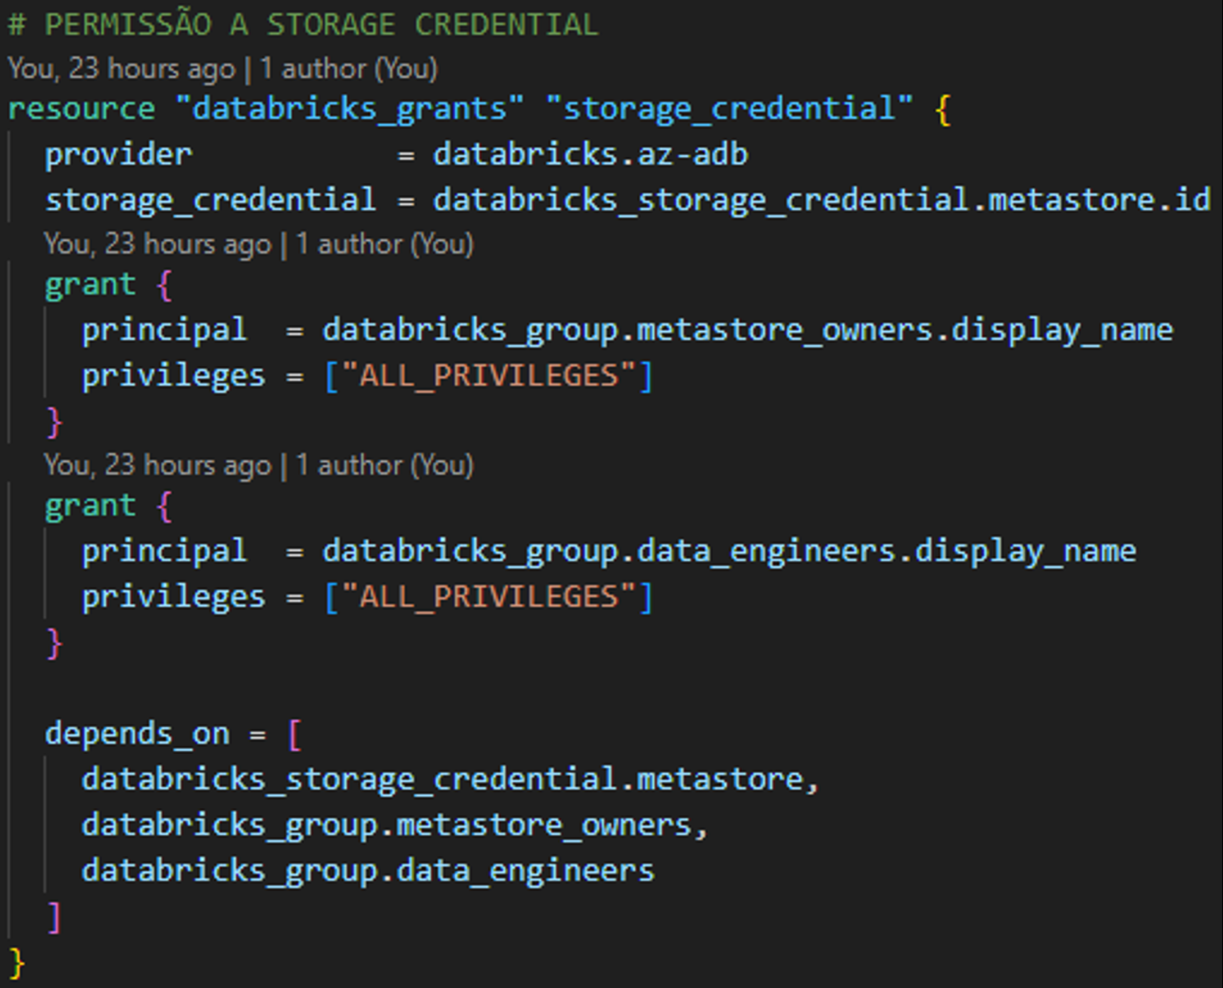 # PERMISSÃO A STORAGE CREDENTIAL
You, 23 hours ago | 1 author (You)
resource "databricks_grants" "storage_credential" {
provider = databricks.az-adb
storage_credential = databricks_storage_credential.metastore.id
You, 23 hours ago | 1 author (You)
grant {
principal = databricks_group.metastore_owners.display_name
privileges = ["ALL_PRIVILEGES"]
}
You, 23 hours ago | 1 author (You)
grant {
principal = databricks_group.data_engineers.display_name
privileges = ["ALL_PRIVILEGES"]
}
depends_on = [
databricks_storage_credential.metastore,
databricks_group.metastore_owners,
databricks_group.data_engineers
]
}